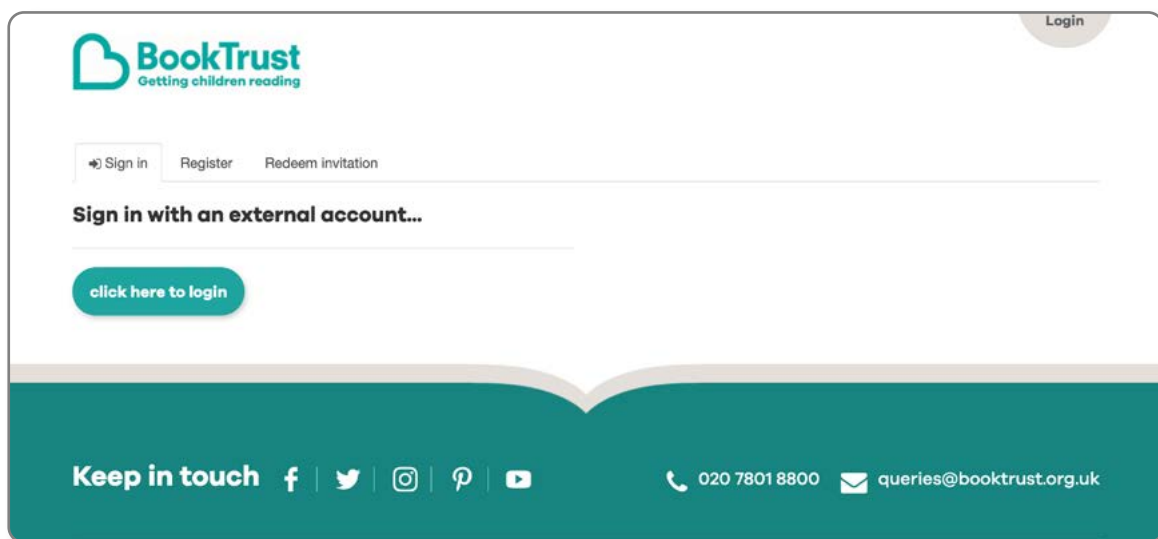 Login
BookTrust
Getting children reading
Sign in
Register
Redeem invitation
Sign in with an external account...
click here to login
Keep in touch
020 7801 8800
queries@booktrust.org.uk